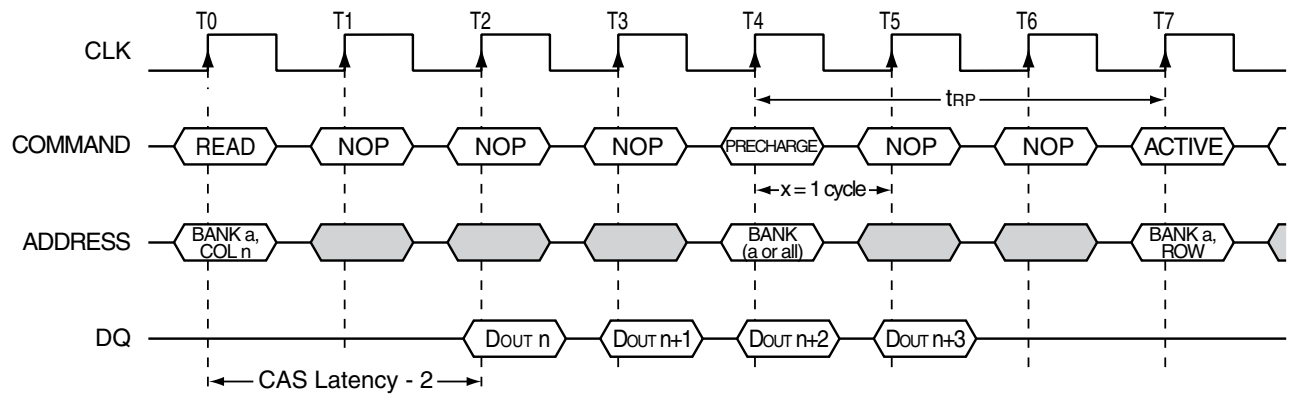 T0 T1 T2 T3 T4 T5 T6 T7
CLK
tRP
COMMAND READ NOP NOP NOP PRECHARGE NOP NOP ACTIVE
x = 1 cycle
ADDRESS BANK a, BANK BANK a,
COL n (a or all) ROW
DQ DOUT n DOUT n+1 DOUT n+2 DOUT n+3
CAS Latency - 2